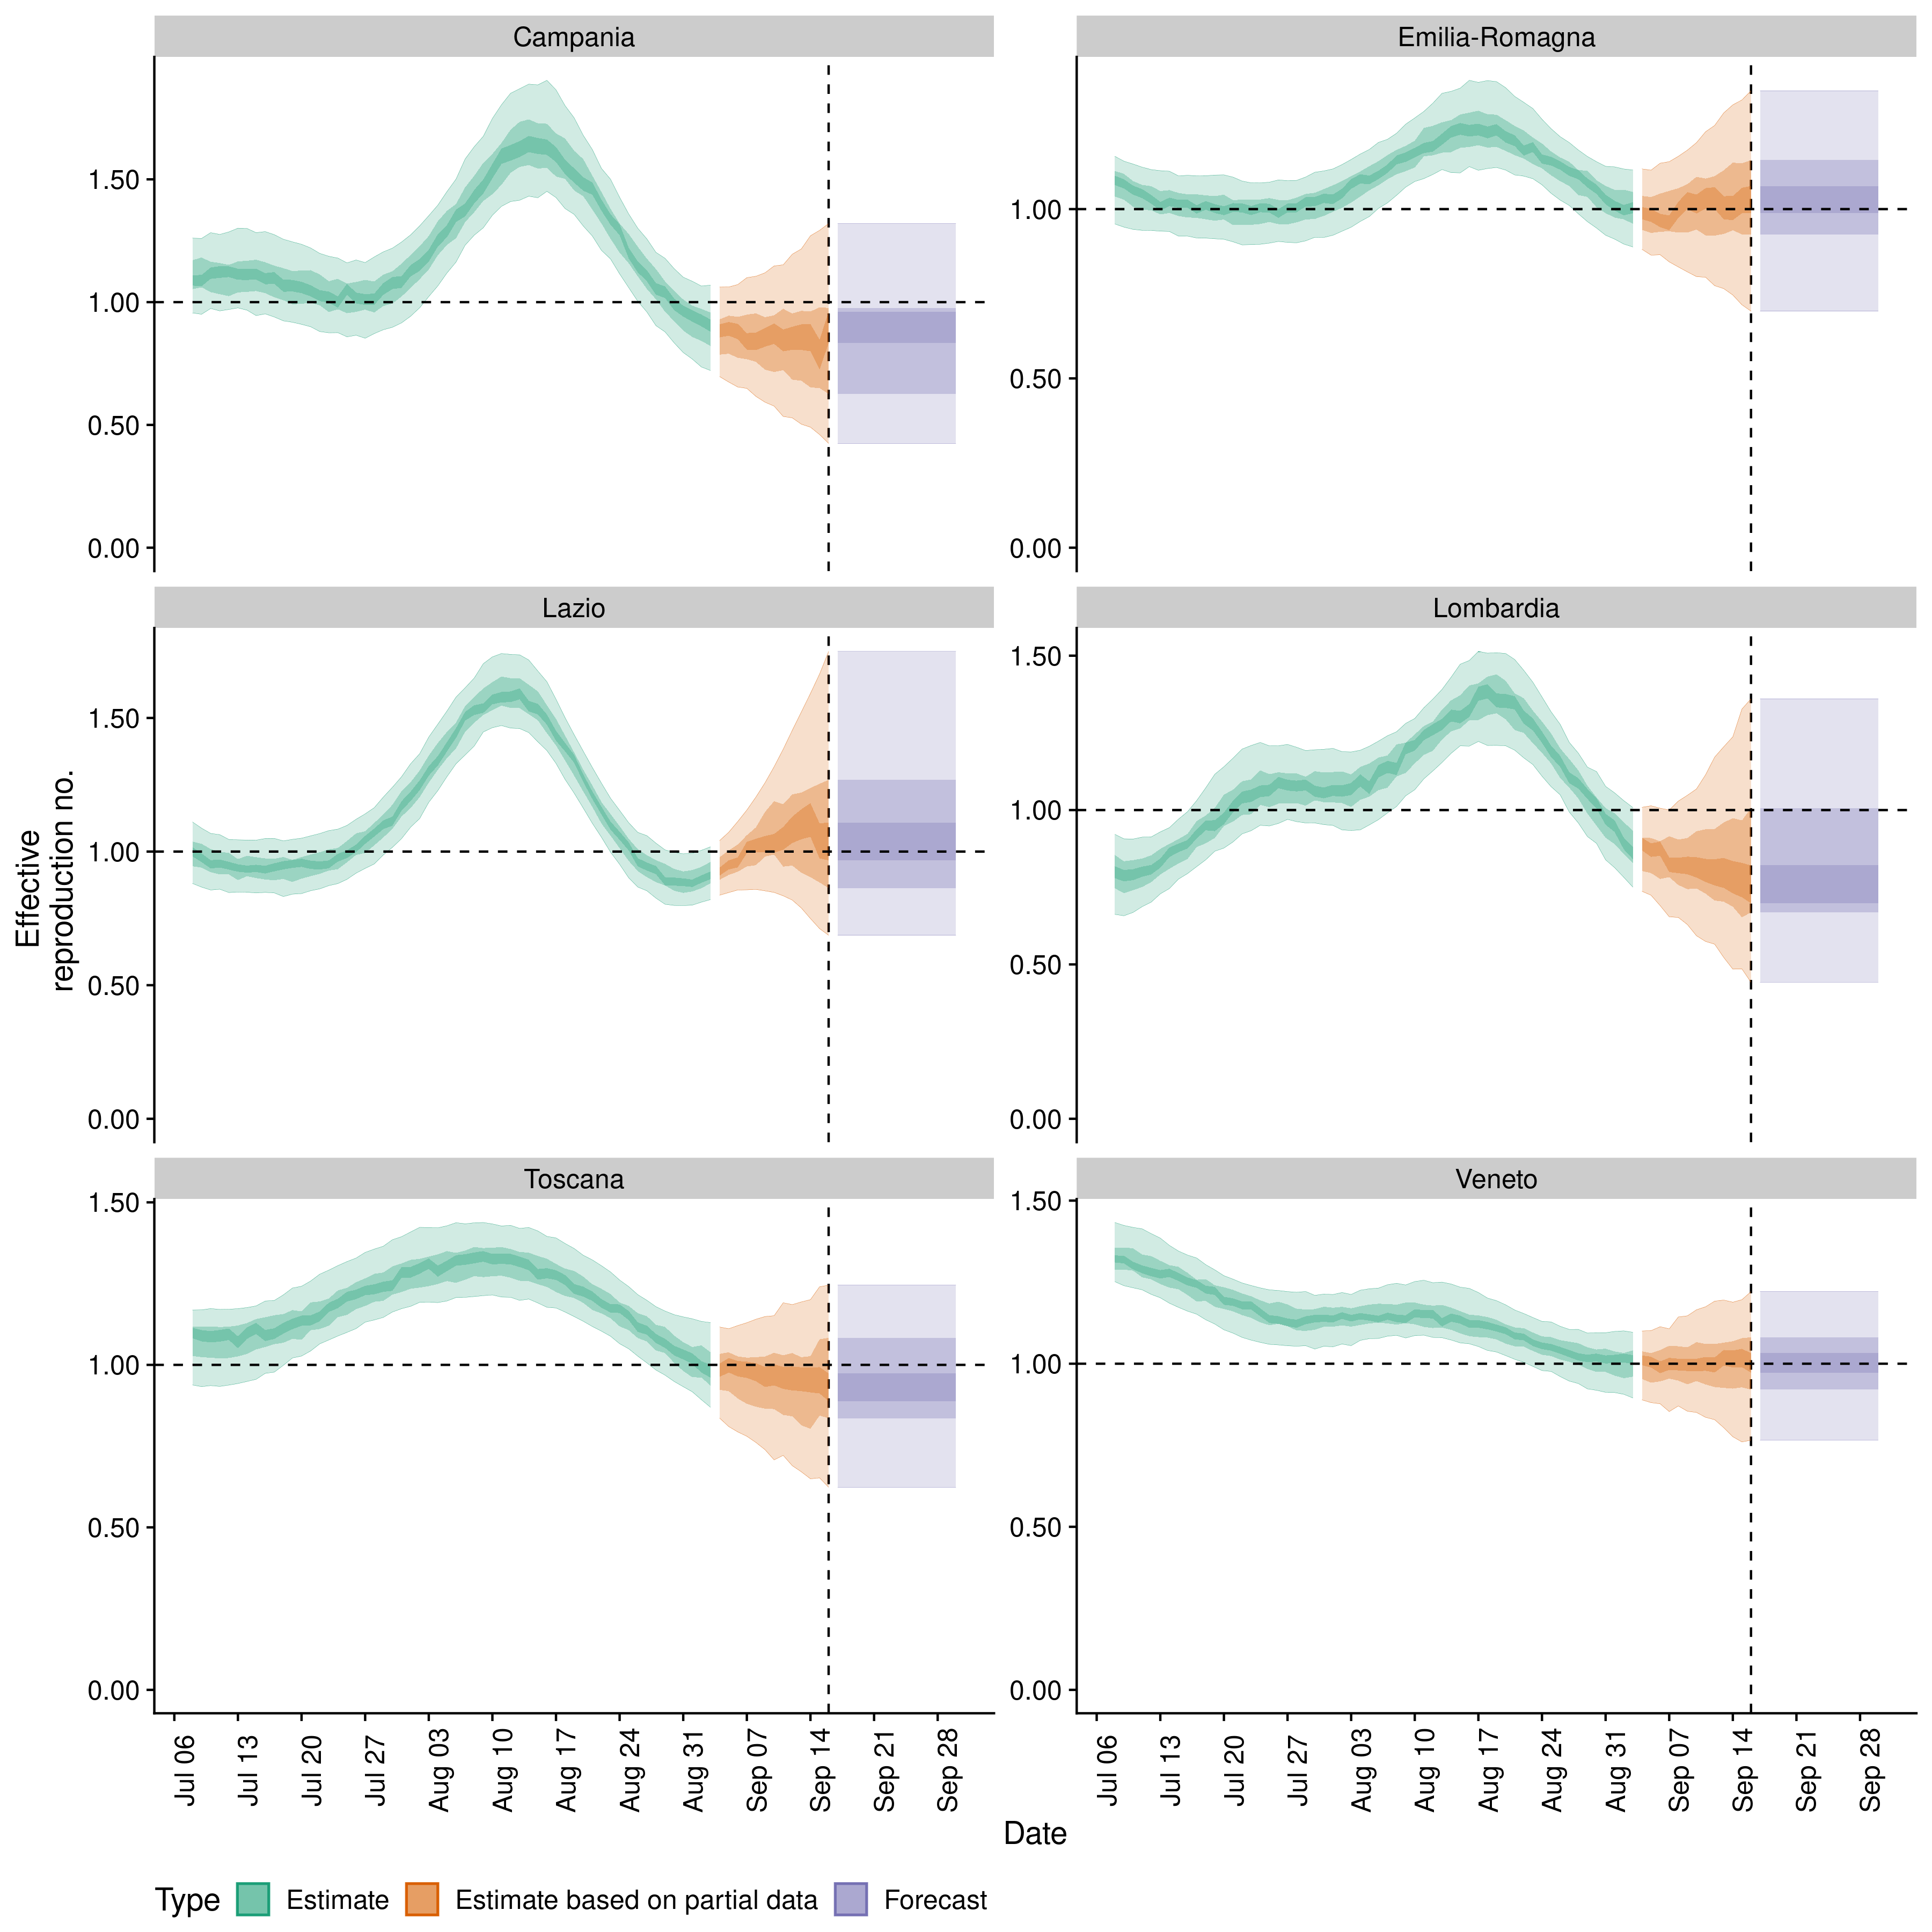 Campania
Emilia-Romagna
1.50
1.00
0.50
0.00
1.00
0.50
0.00
Lazio
Lombardia
1.50
1.00
0.50
0.00
1.50
1.00
0.50
0.00
Toscana
Veneto
1.50
1.00
0.50
0.00
1.50
1.00
0.50
0.00
Effective
reproduction no.
Jul 06
Jul 13
Jul 20
Jul 27
Aug 03
Aug 10
Aug 17
Aug 24
Aug 31
Sep 07
Sep 14
Sep 21
Sep 28
Jul 06
Jul 13
Jul 20
Jul 27
Aug 03
Aug 10
Aug 17
Aug 24
Aug 31
Sep 07
Sep 14
Sep 21
Sep 28
Date
Type Estimate Estimate based on partial data Forecast